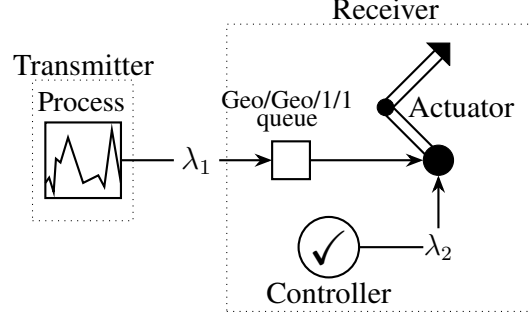 Receiver
Transmitter
Process
Geo/Geo/1/1
queue
Actuator
λ1
λ2
Controller